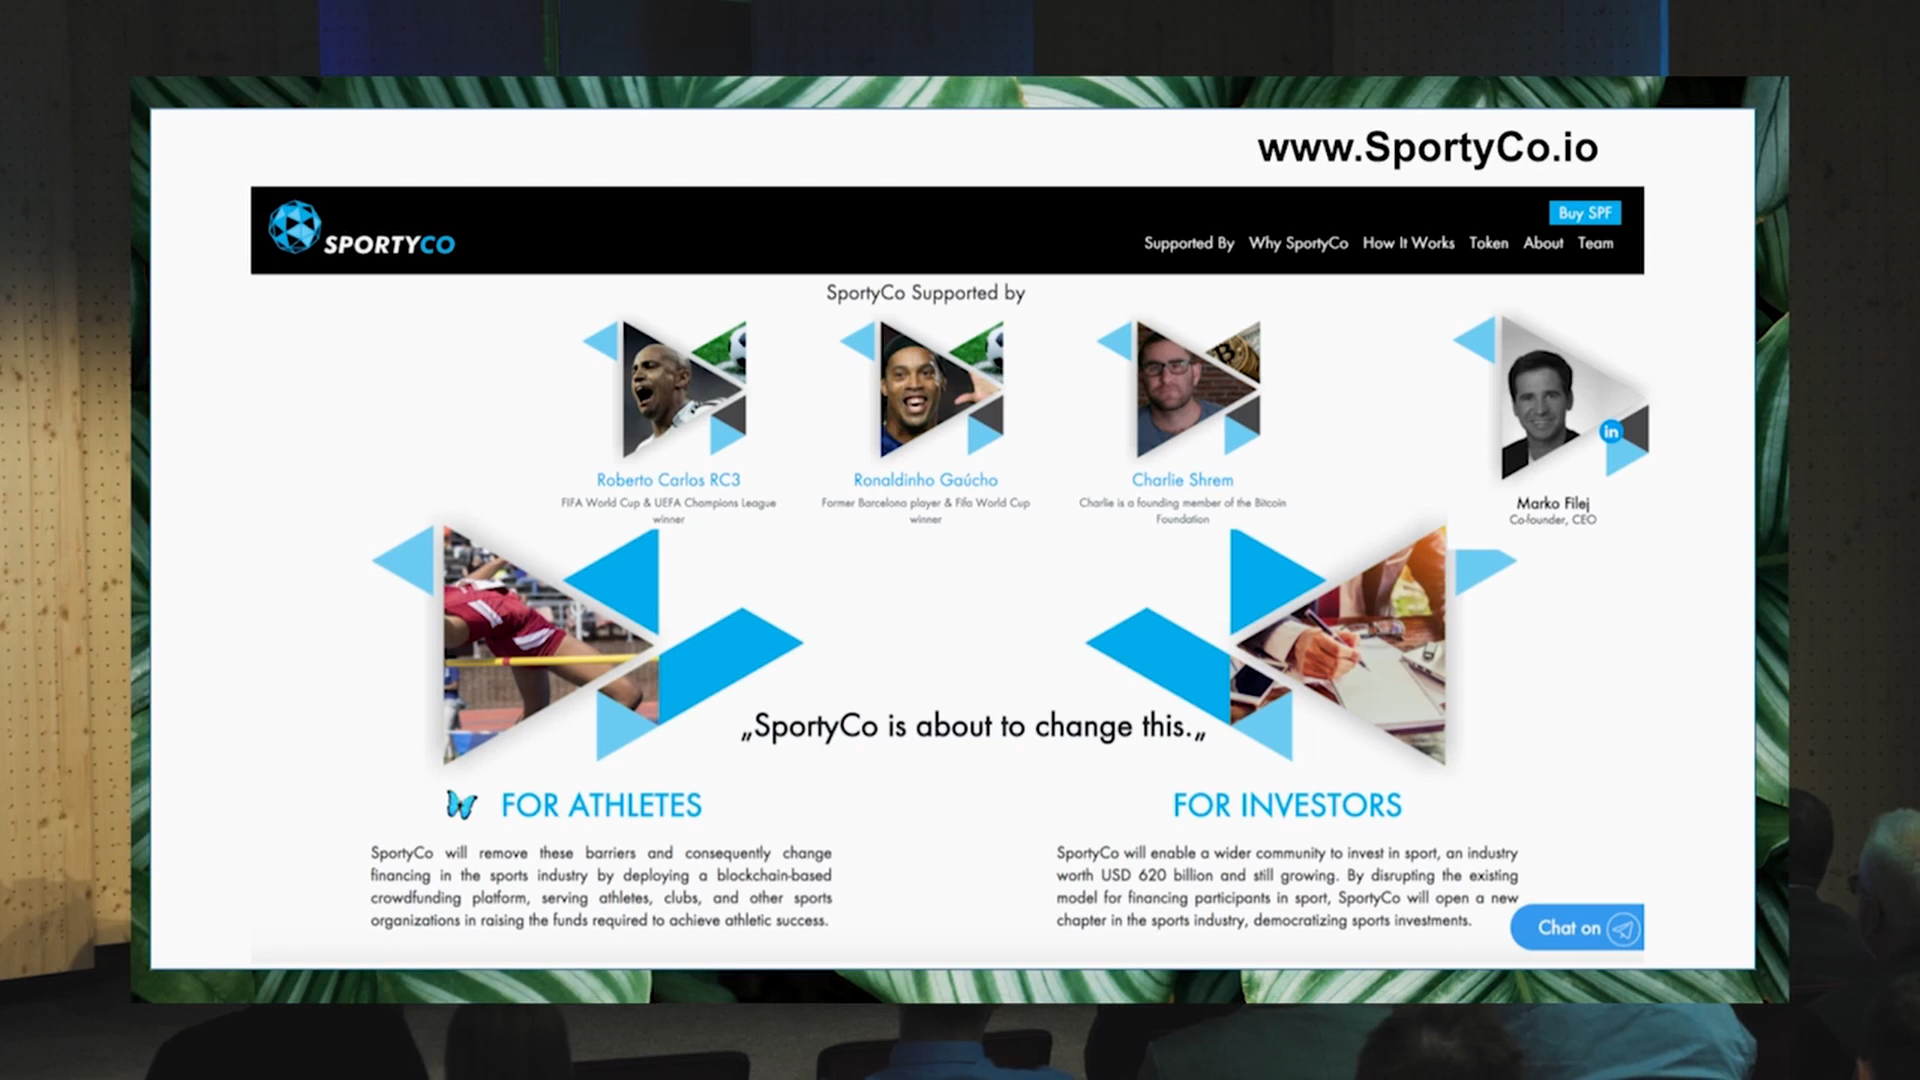 www.SportyCo.io
SPORTYCO
Buy SPF
Supported By Why SportyCo How It Works Token About Team
SportyCo Supported by
Roberto Carlos RC3
FIFA World Cup & UEFA Champions League
winner
Ronaldinho Gaúcho
Former Barcelona player & Fifa World Cup
winner
Charlie Shrem
Charlie is a founding member of the Bitcoin
Foundation
in
Marko Filej
Co-founder, CEO
„SportyCo is about to change this.„
FOR ATHLETES
SportyCo will remove these barriers and consequently change
financing in the sports industry by deploying a blockchain-based
crowdfunding platform, serving athletes, clubs, and other sports
organizations in raising the funds required to achieve athletic success.
FOR INVESTORS
SportyCo will enable a wider community to invest in sport, an industry
worth USD 620 billion and still growing. By disrupting the existing
model for financing participants in sport, SportyCo will open a new
chapter in the sports industry, democratizing sports investments.
Chat on